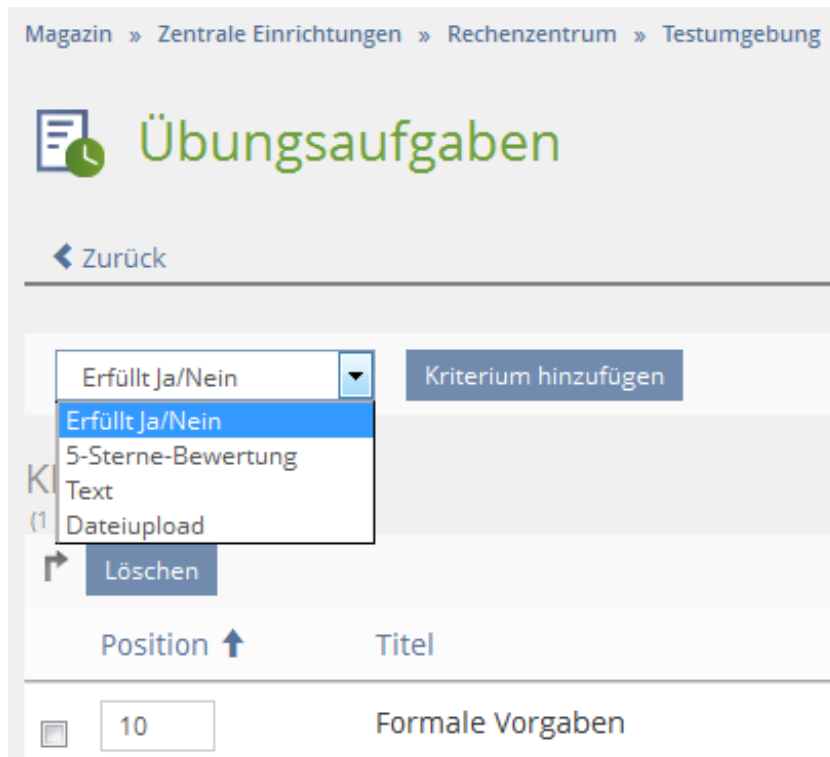 Magazin » Zentrale Einrichtungen » Rechenzentrum » Testumgebung
Übungsaufgaben
Zurück
Erfüllt Ja/Nein
Kriterium hinzufügen
Erfüllt Ja/Nein
5-Sterne-Bewertung
Text
Dateiupload
(1
Löschen
Position Titel
10 Formale Vorgaben